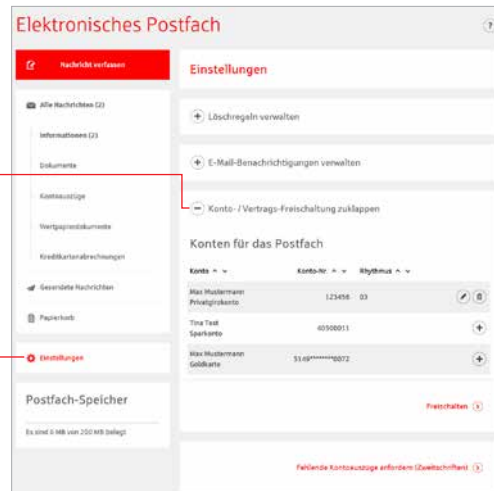 Elektronisches Postfach
?
Nachricht verfassen
Alle Nachrichten (2)
Informationen (2)
Dokumente
Kontoauszüge
Wertpapierdokumente
Kreditkartenabrechnungen
Gesendete Nachrichten
Papierkorb
Einstellungen
Postfach-Speicher
Es sind 0 MB von 200 MB belegt
Einstellungen
Löschregeln verwalten
E-Mail-Benachrichtigungen verwalten
Konto- / Vertrags-Freischaltung zuklappen
Konten für das Postfach
Konto Konto-Nr. Rhythmus
Max Mustermann
Privatgirokonto 123456 03
Tina Test
Sparkonto 40500011
Max Mustermann
Goldkarte 5149********0072
Freischalten
Fehlende Kontoauszüge anfordern (Zweitschriften)